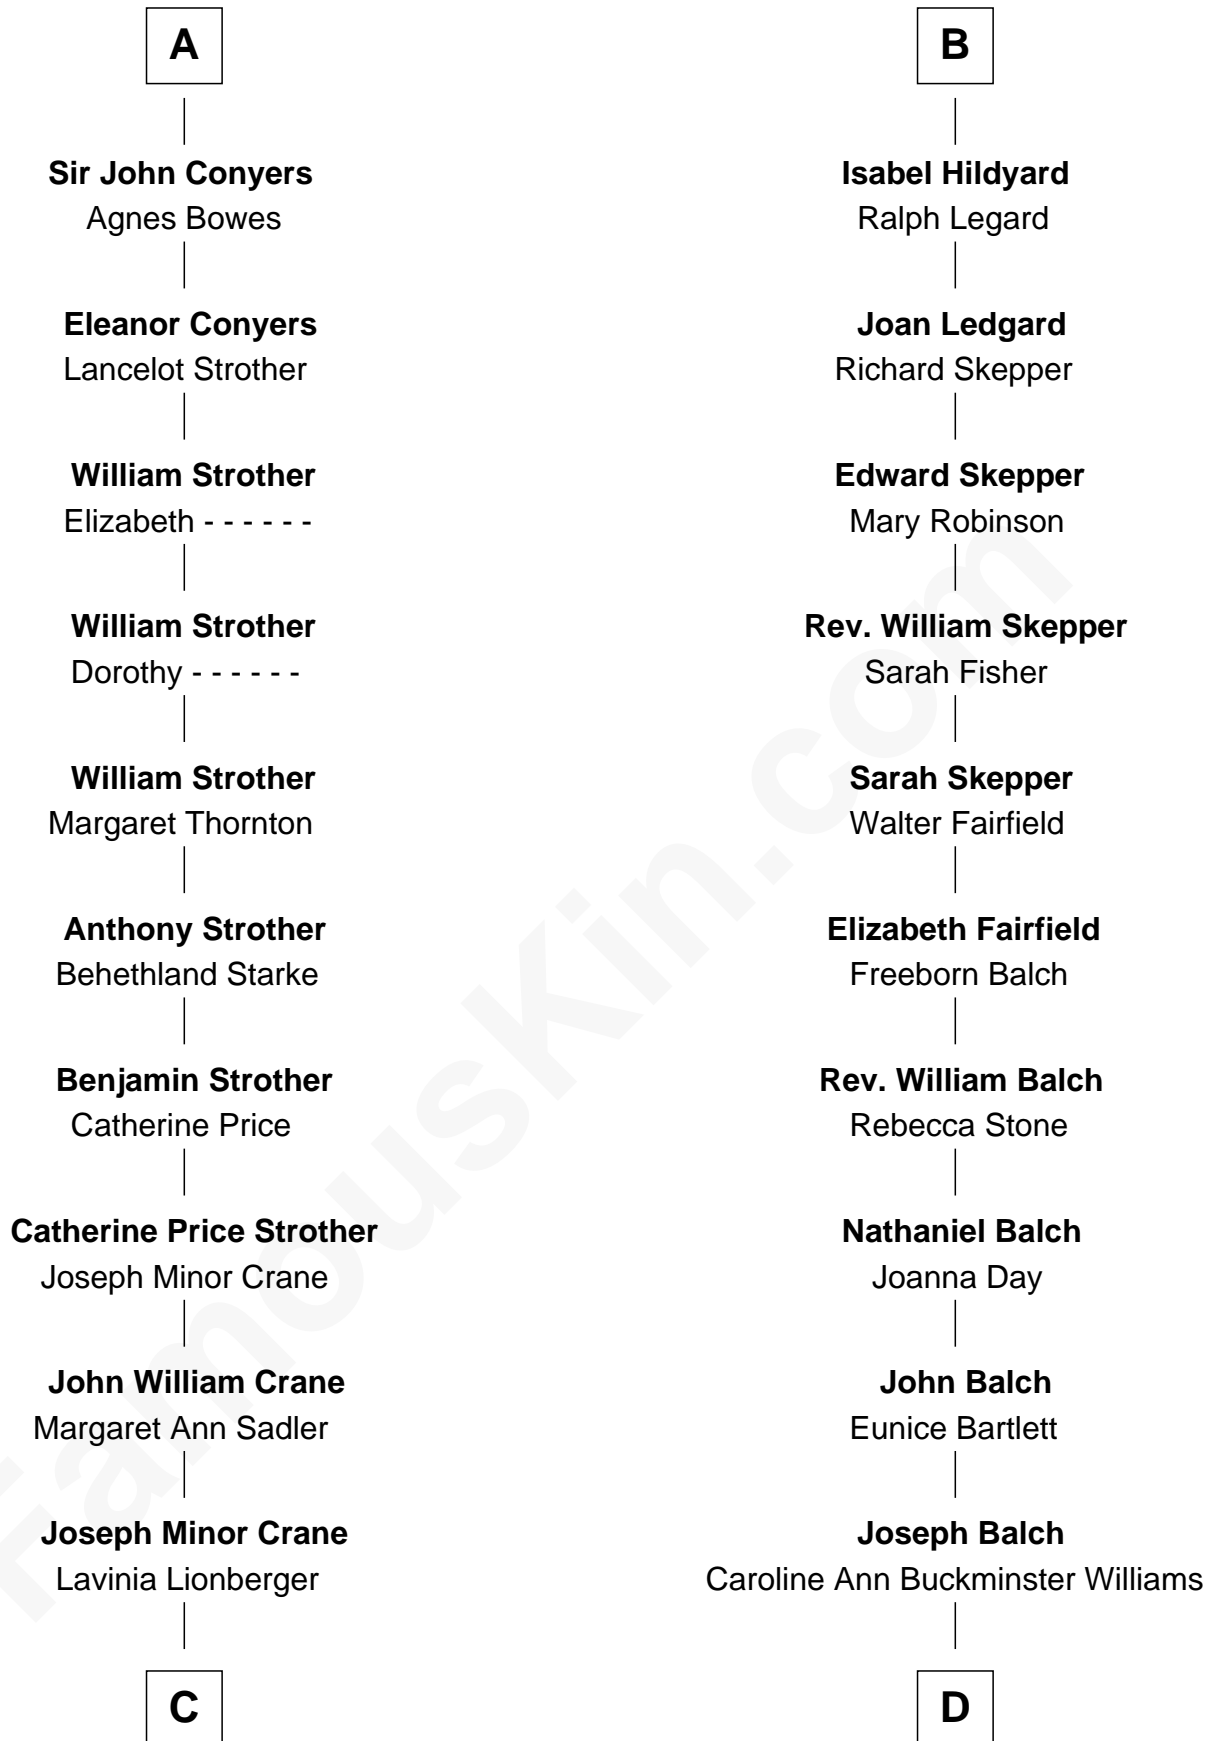 A
Sir John Conyers
Agnes Bowes
Eleanor Conyers
Lancelot Strother
William Strother
Elizabeth - - - - - -
William Strother
Dorothy - - - - - -
William Strother
Margaret Thornton
Anthony Strother
Behethland Starke
Benjamin Strother
Catherine Price
Catherine Price Strother
Joseph Minor Crane
John William Crane
Margaret Ann Sadler
Joseph Minor Crane
Lavinia Lionberger
C
B
Isabel Hildyard
Ralph Legard
Joan Ledgard
Richard Skepper
Edward Skepper
Mary Robinson
Rev. William Skepper
Sarah Fisher
Sarah Skepper
Walter Fairfield
Elizabeth Fairfield
Freeborn Balch
Rev. William Balch
Rebecca Stone
Nathaniel Balch
Joanna Day
John Balch
Eunice Bartlett
Joseph Balch
Caroline Ann Buckminster Williams
D
FamousKin.com